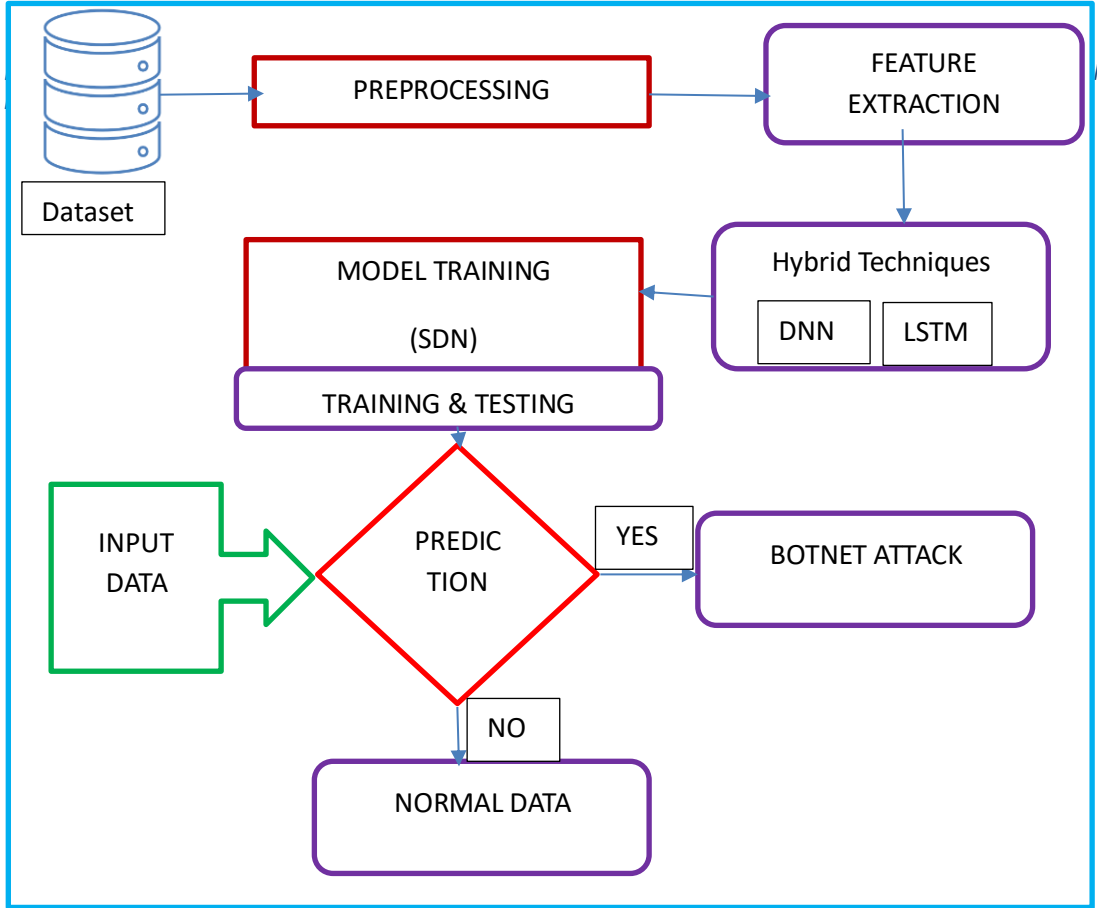 PREPROCESSING
FEATURE
EXTRACTION
Dataset
MODEL TRAINING
(SDN)
Hybrid Techniques
DNN
LSTM
TRAINING & TESTING
INPUT
DATA
PREDIC
TION
YES
BOTNET ATTACK
NO
NORMAL DATA